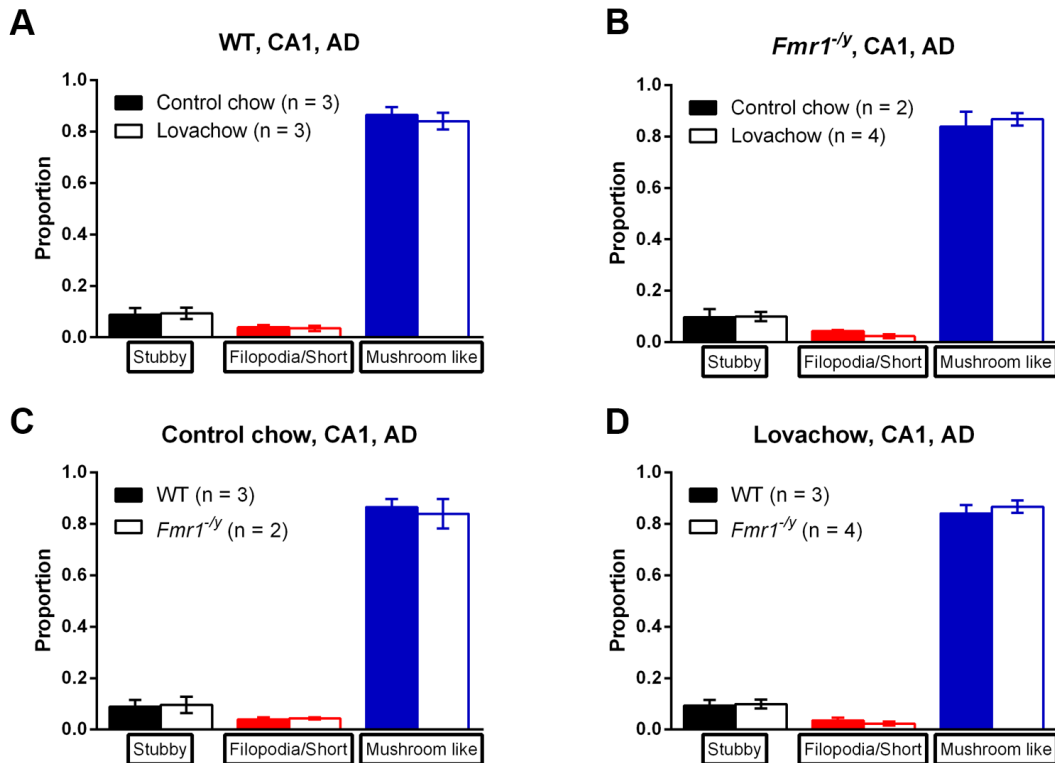 A
WT, CA1, AD
Proportion
1.0
0.8
0.6
0.4
0.2
0.0
Control chow (n = 3)
Lovachow (n = 3)
Stubby
Filopodia/Short
Mushroom like
B
Fmr1-/y, CA1, AD
Proportion
1.0
0.8
0.6
0.4
0.2
0.0
Control chow (n = 2)
Lovachow (n = 4)
Stubby
Filopodia/Short
Mushroom like
C
Control chow, CA1, AD
Proportion
1.0
0.8
0.6
0.4
0.2
0.0
WT (n = 3)
Fmr1-/y (n = 2)
Stubby
Filopodia/Short
Mushroom like
D
Lovachow, CA1, AD
Proportion
1.0
0.8
0.6
0.4
0.2
0.0
WT (n = 3)
Fmr1-/y (n = 4)
Stubby
Filopodia/Short
Mushroom like